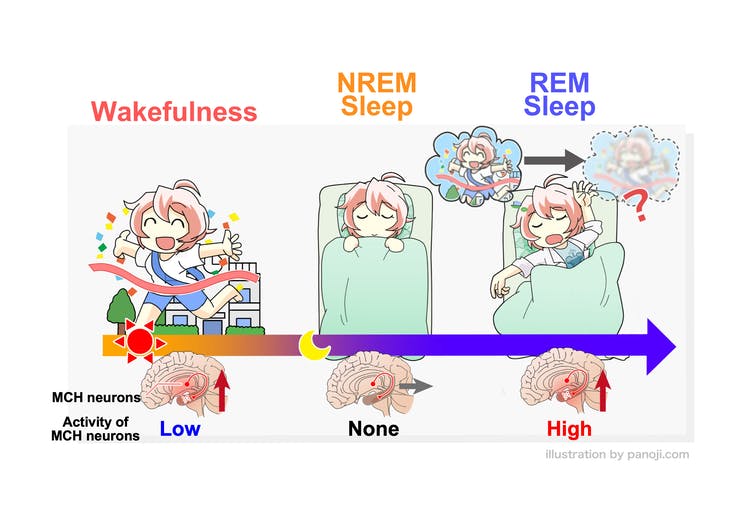 Wakefulness
NREM
Sleep
REM
Sleep
?
MCH neurons
Activity of
MCH neurons
Low
None
High
illustration by panoji.com